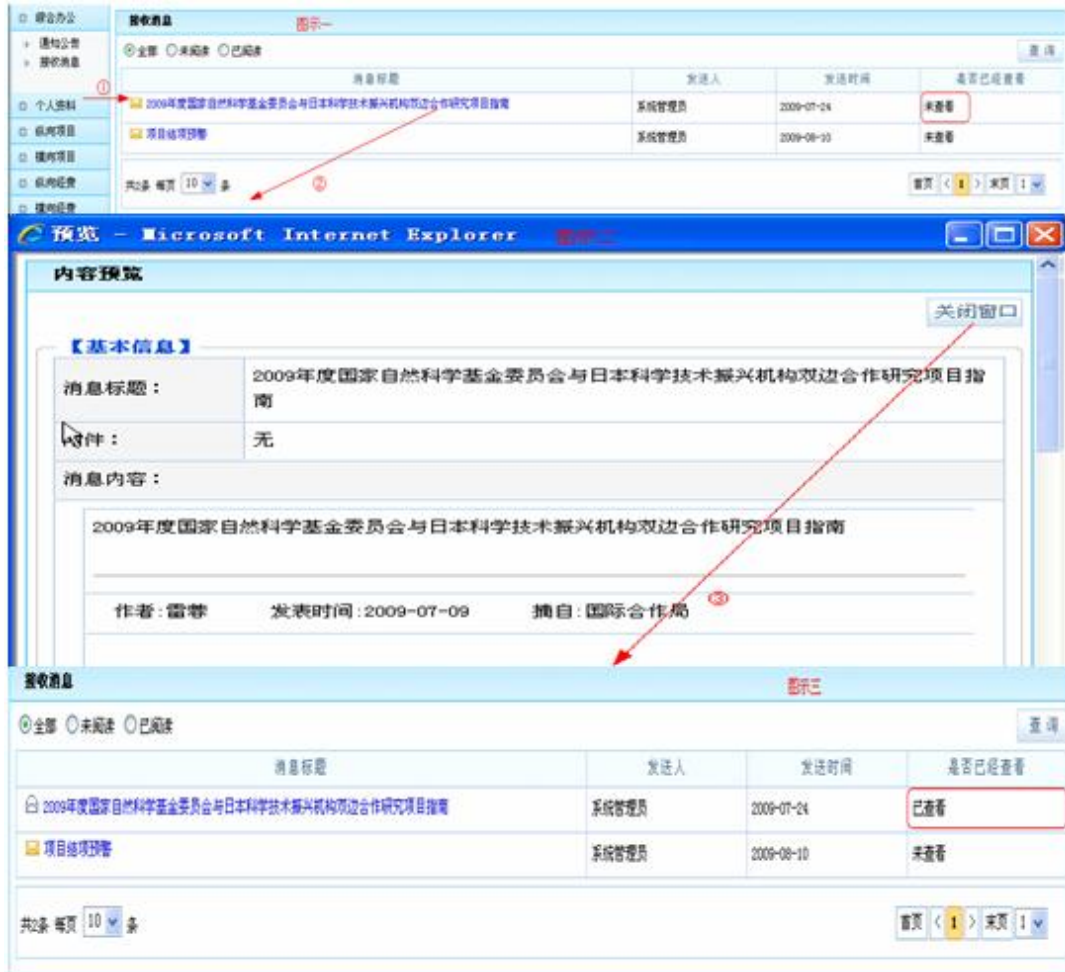 综合办公
接收消息 图示一
通知公告
接收消息
全部 未阅读 已阅读 查 询
消息标题 发送人 发送时间 是否已经查看
①
个人资料
2009年度国家自然科学基金委员会与日本科学技术振兴机构双边合作研究项目指南 系统管理员 2009-07-24 未查看
纵向项目
项目结项预警 系统管理员 2009-08-10 未查看
横向项目
纵向经费
共2条 每页 10 条 ② 首页 < 1 > 末页 1
横向经费
预览 - Microsoft Internet Explorer 图示二
内容预览
关闭窗口
【基本信息】
消息标题： 2009年度国家自然科学基金委员会与日本科学技术振兴机构双边合作研究项目指
南
附件： 无
消息内容：
2009年度国家自然科学基金委员会与日本科学技术振兴机构双边合作研究项目指南
作者:雷蓉 发表时间:2009-07-09 摘自:国际合作局
③
接收消息 图示三
全部 未阅读 已阅读 查 询
消息标题 发送人 发送时间 是否已经查看
2009年度国家自然科学基金委员会与日本科学技术振兴机构双边合作研究项目指南 系统管理员 2009-07-24 已查看
项目结项预警 系统管理员 2009-08-10 未查看
共2条 每页 10 条 首页 < 1 > 末页 1